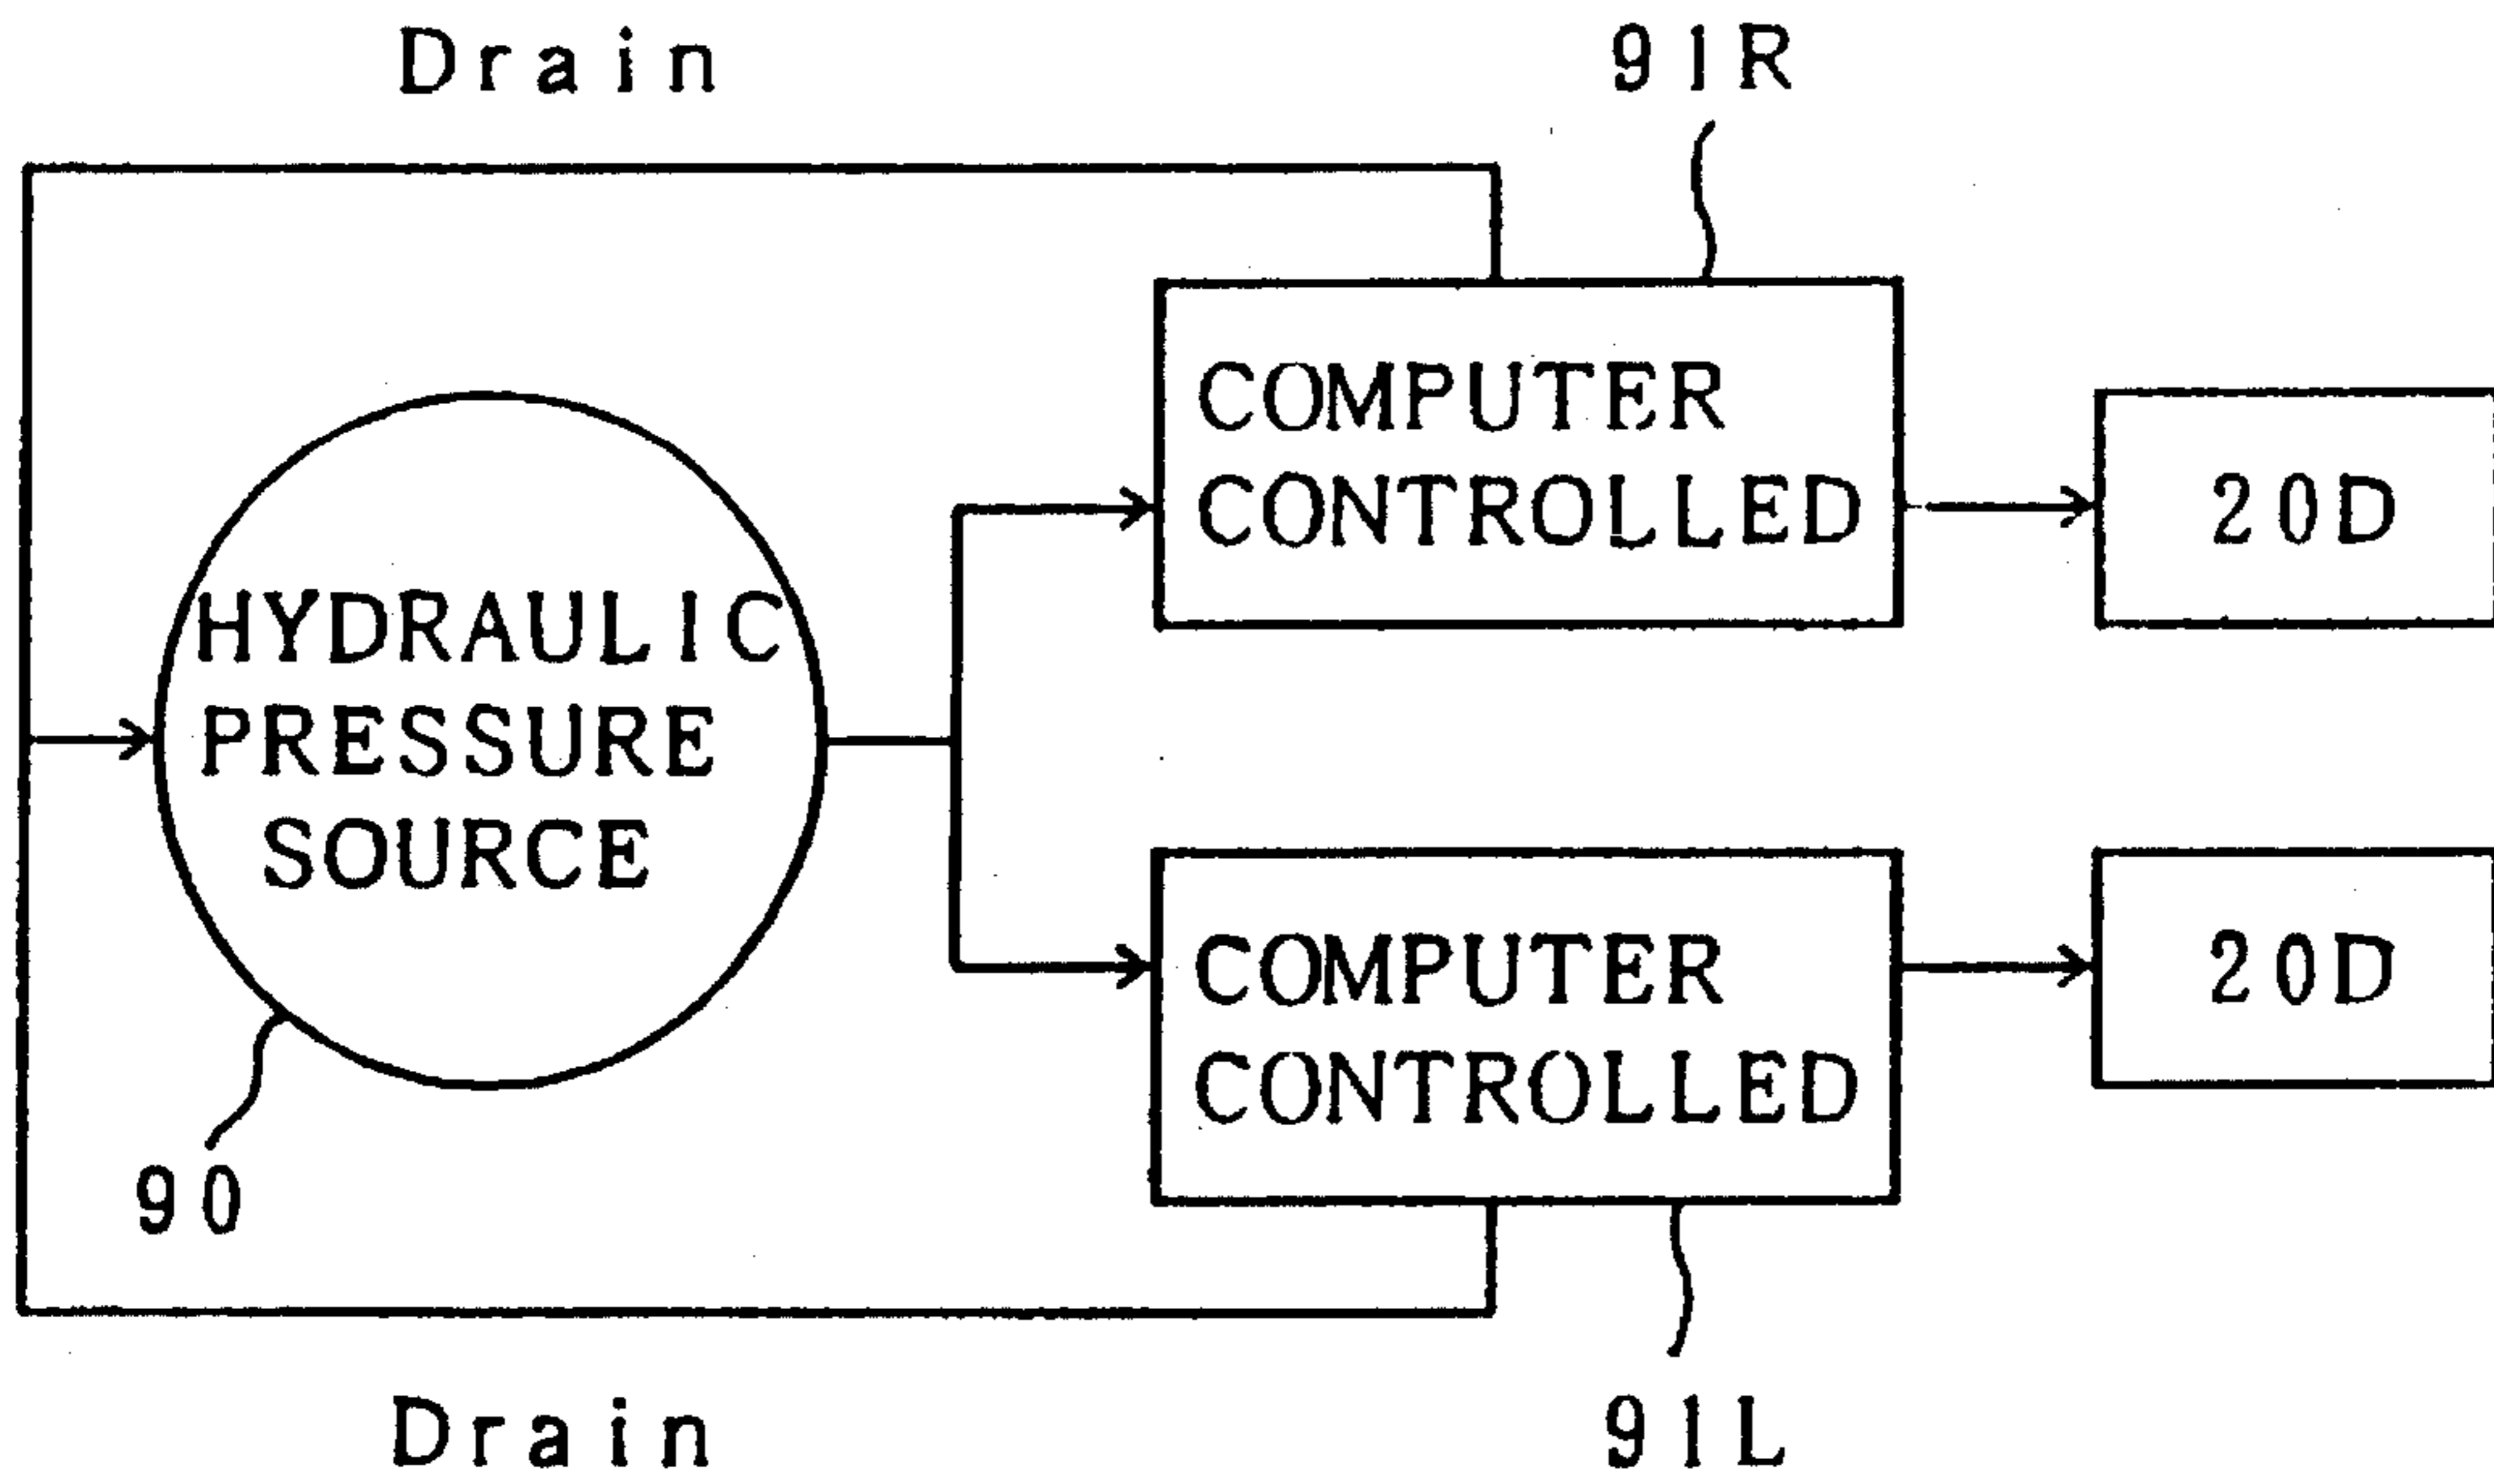 Drain
91R
COMPUTER
CONTROLLED
20D
HYDRAULIC
PRESSURE
SOURCE
COMPUTER
CONTROLLED
20D
90
Drain
91L